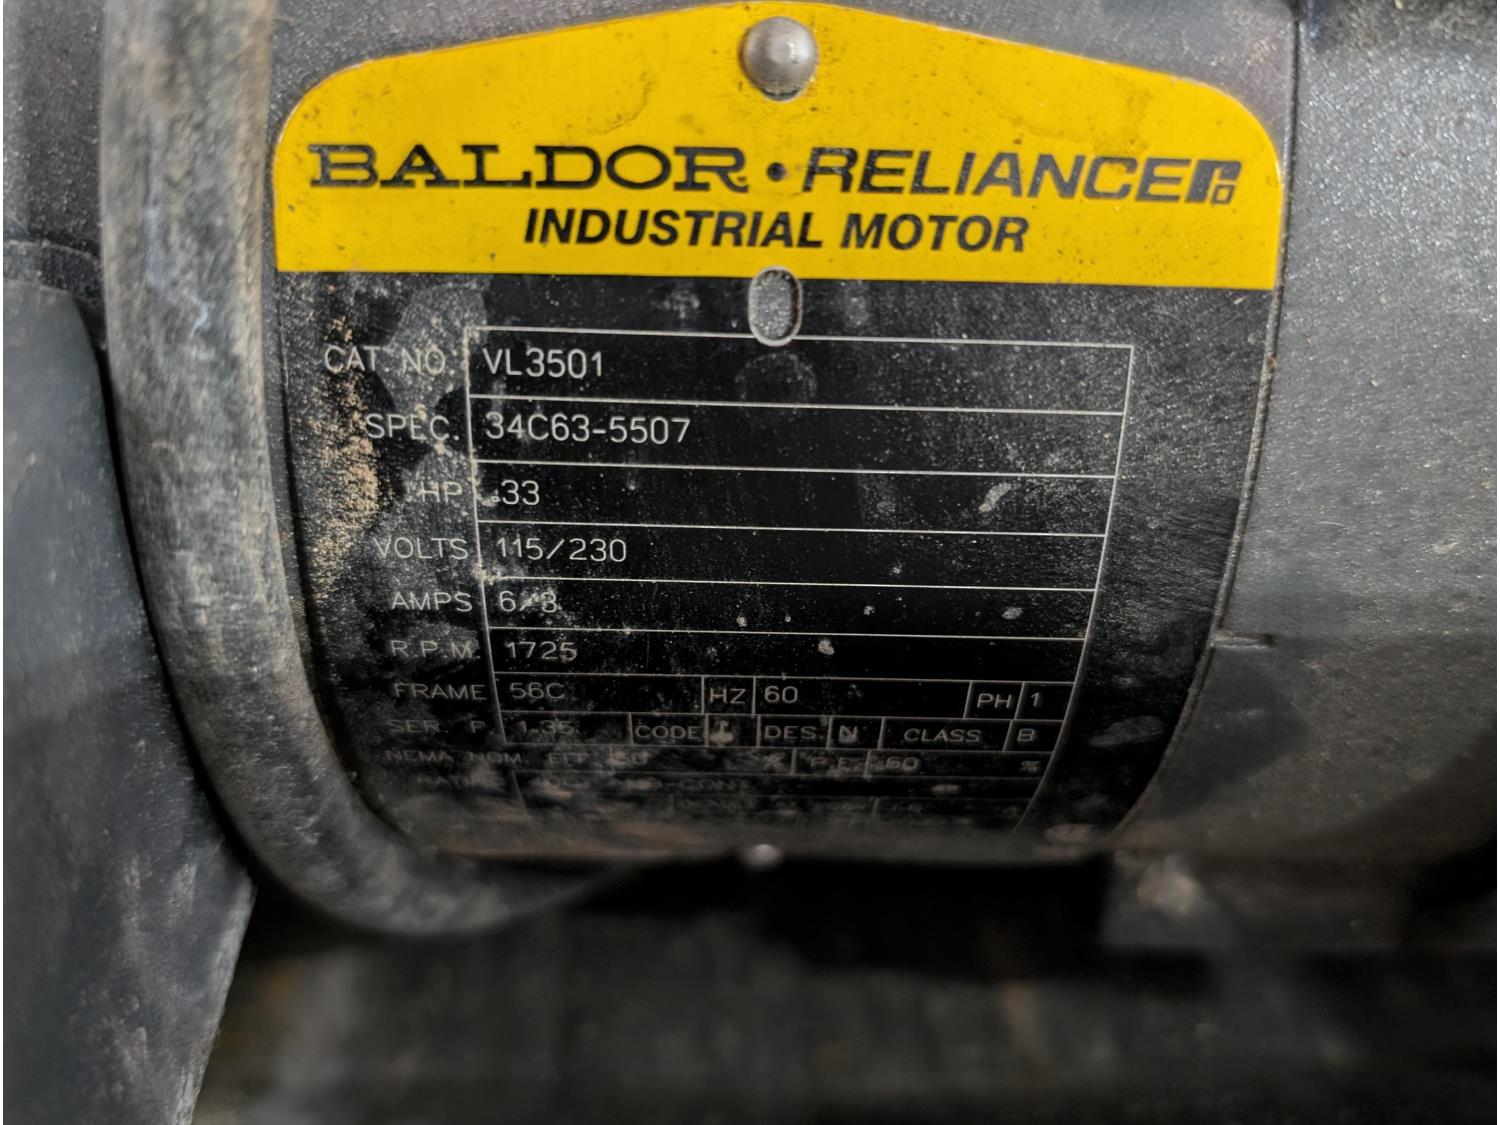 BALDOR • RELIANCE
INDUSTRIAL MOTOR
CAT. NO. VL3501
SPEC. 34C63-5507
HP .33
VOLTS 115/230
AMPS 6/3
R.P.M. 1725
FRAME 56C HZ 60 PH 1
SER. F. 1.35 CODE L DES. N CLASS B
NEMA NOM. EFF. % P.F. 60 %